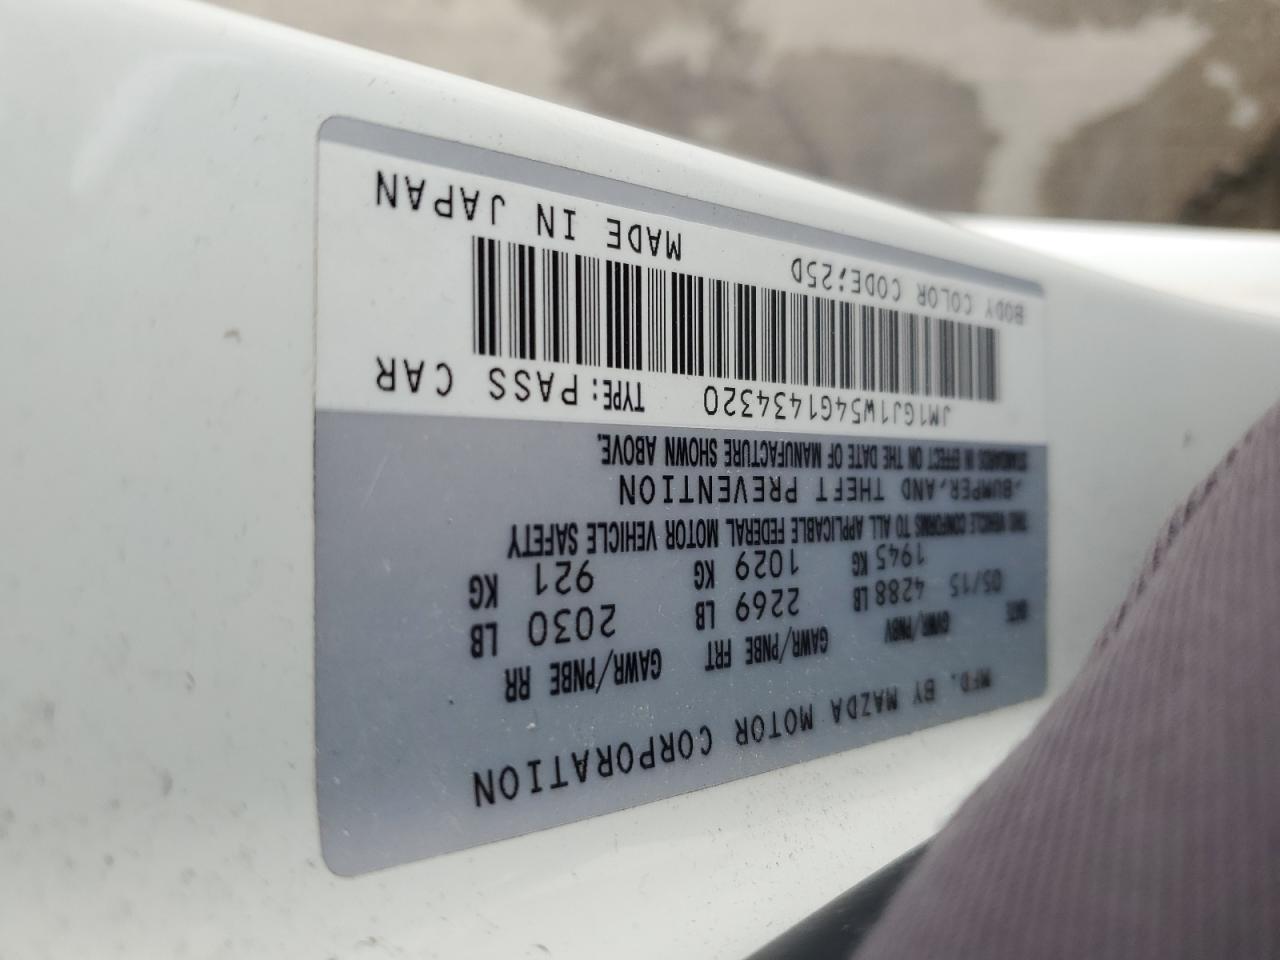 MFD. BY MAZDA MOTOR CORPORATION
DATE GVWR/PNBV GAWR/PNBE FRT GAWR/PNBE RR
05/15 4288 LB 2269 LB 2030 LB
1945 KG 1029 KG 921 KG
THIS VEHICLE CONFORMS TO ALL APPLICABLE FEDERAL MOTOR VEHICLE SAFETY
,BUMPER,AND THEFT PREVENTION
STANDARDS IN EFFECT ON THE DATE OF MANUFACTURE SHOWN ABOVE.
JM1GJ1W54G1434320 TYPE:PASS CAR
BODY COLOR CODE;25D MADE IN JAPAN